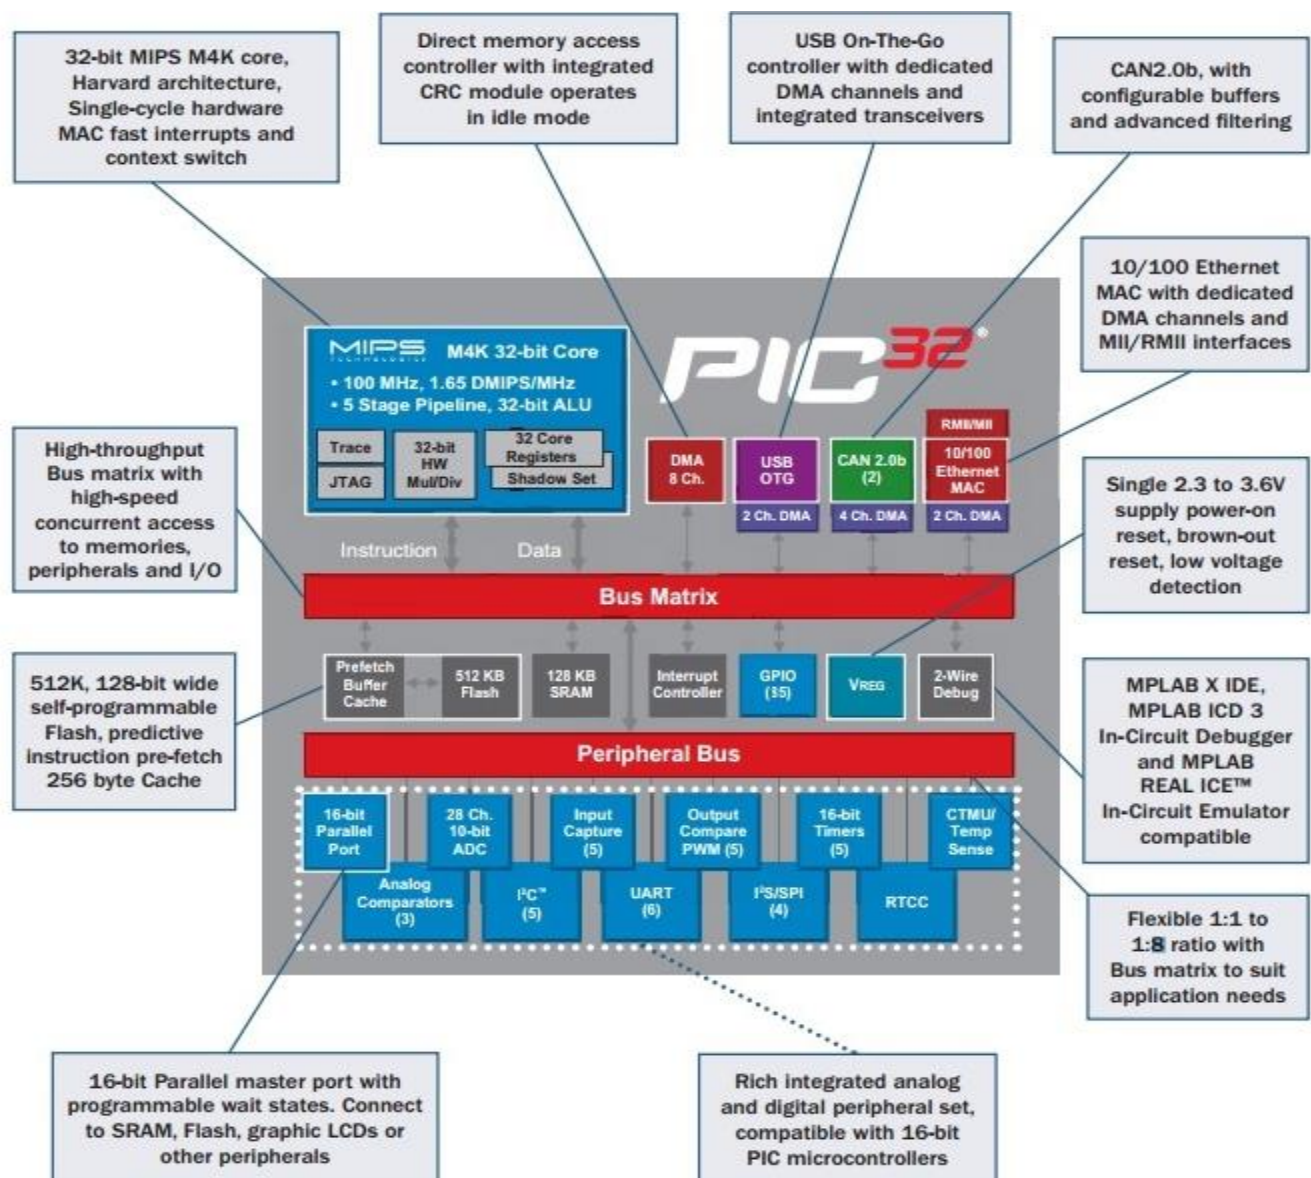 32-bit MIPS M4K core,
Harvard architecture,
Single-cycle hardware
MAC fast interrupts and
context switch
Direct memory access
controller with integrated
CRC module operates
in idle mode
USB On-The-Go
controller with dedicated
DMA channels and
integrated transceivers
CAN2.0b, with
configurable buffers
and advanced filtering
10/100 Ethernet
MAC with dedicated
DMA channels and
MII/RMII interfaces
MIPS
TECHNOLOGIES
M4K 32-bit Core
• 100 MHz, 1.65 DMIPS/MHz
• 5 Stage Pipeline, 32-bit ALU
Trace
JTAG
32-bit
HW
Mul/Div
32 Core
Registers
Shadow Set
PIC32®
DMA
8 Ch.
USB
OTG
2 Ch. DMA
CAN 2.0b
(2)
4 Ch. DMA
RMII/MII
10/100
Ethernet
MAC
2 Ch. DMA
High-throughput
Bus matrix with
high-speed
concurrent access
to memories,
peripherals and I/O
Single 2.3 to 3.6V
supply power-on
reset, brown-out
reset, low voltage
detection
Instruction
Data
Bus Matrix
512K, 128-bit wide
self-programmable
Flash, predictive
instruction pre-fetch
256 byte Cache
Prefetch
Buffer
Cache
512 KB
Flash
128 KB
SRAM
Interrupt
Controller
GPIO
VREG
2-Wire
Debug
MPLAB X IDE,
MPLAB ICD 3
In-Circuit Debugger
and MPLAB
REAL ICE™
In-Circuit Emulator
compatible
Peripheral Bus
16-bit
Parallel
Port
28 Ch.
10-bit
ADC
Input
Capture
(5)
Output
Compare
PWM (5)
16-bit
Timers
(5)
CTMU/
Temp
Sense
Analog
Comparators
(3)
I²C™
(5)
UART
(6)
I²S/SPI
(4)
RTCC
Flexible 1:1 to
1:8 ratio with
Bus matrix to suit
application needs
16-bit Parallel master port with
programmable wait states. Connect
to SRAM, Flash, graphic LCDs or
other peripherals
Rich integrated analog
and digital peripheral set,
compatible with 16-bit
PIC microcontrollers